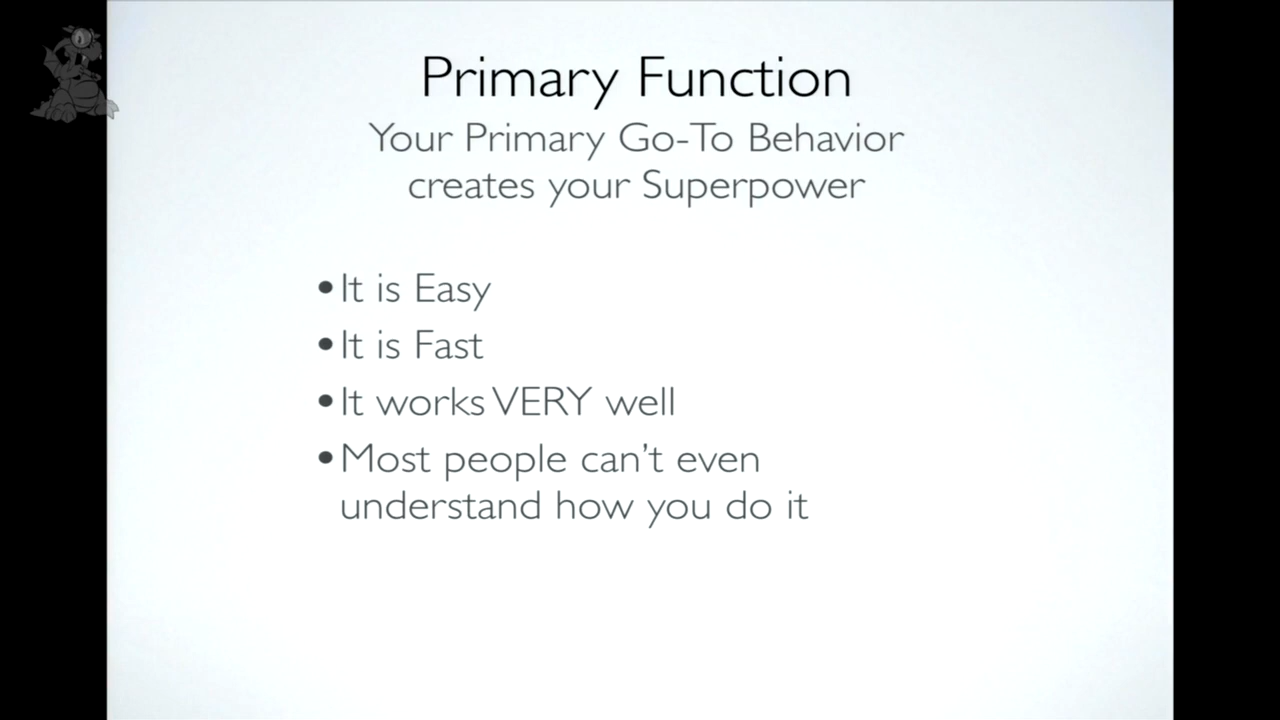 Primary Function
Your Primary Go-To Behavior
creates your Superpower
•It is Easy
•It is Fast
•It works VERY well
•Most people can't even
understand how you do it